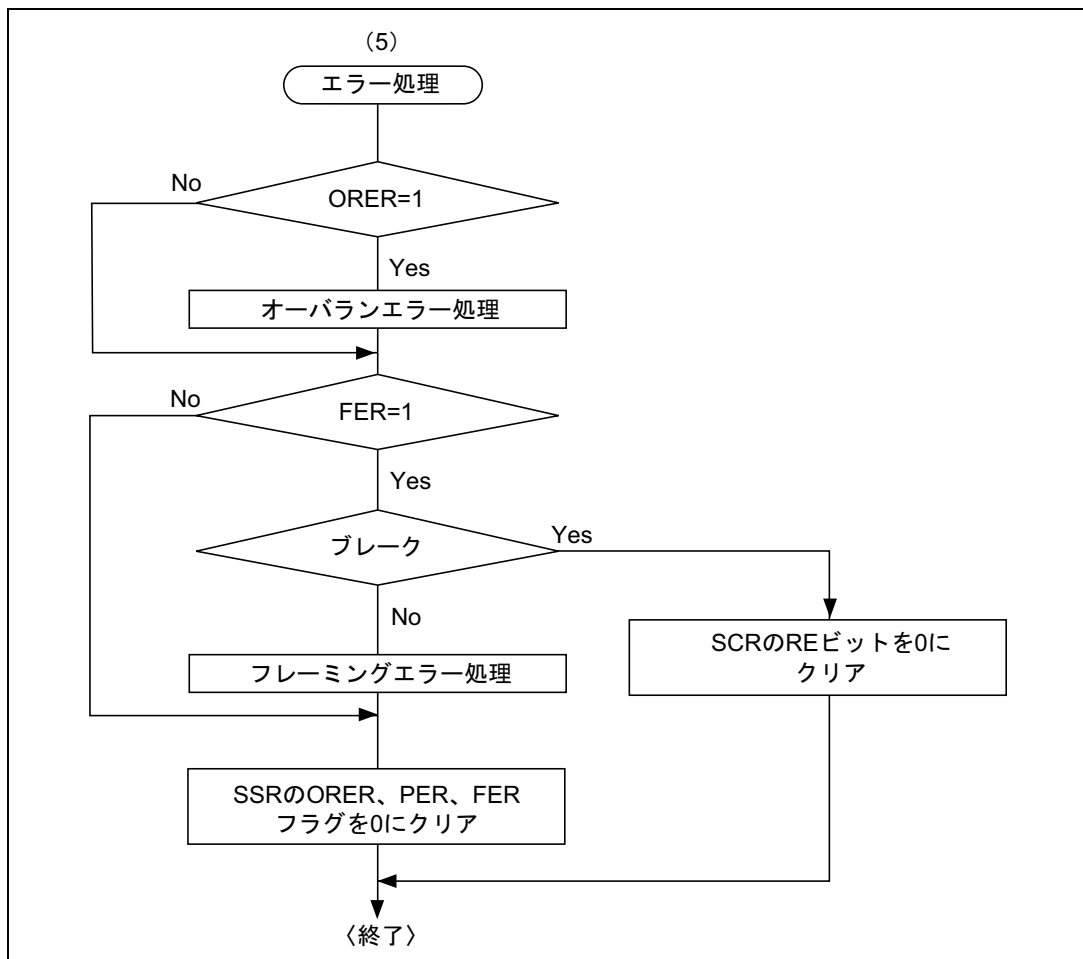 （5）
エラー処理
No
ORER=1
Yes
オーバランエラー処理
No
FER=1
Yes
ブレーク
Yes
No
SCRのREビットを0に
クリア
フレーミングエラー処理
SSRのORER、PER、FER
フラグを0にクリア
〈終了〉